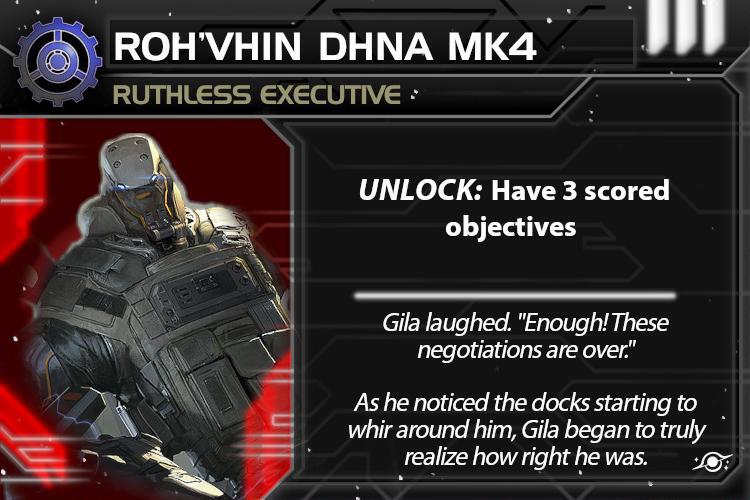 ROH'VHIN DHNA MK4
RUTHLESS EXECUTIVE
UNLOCK: Have 3 scored
objectives
Gila laughed. "Enough! These
negotiations are over."
As he noticed the docks starting to
whir around him, Gila began to truly
realize how right he was.